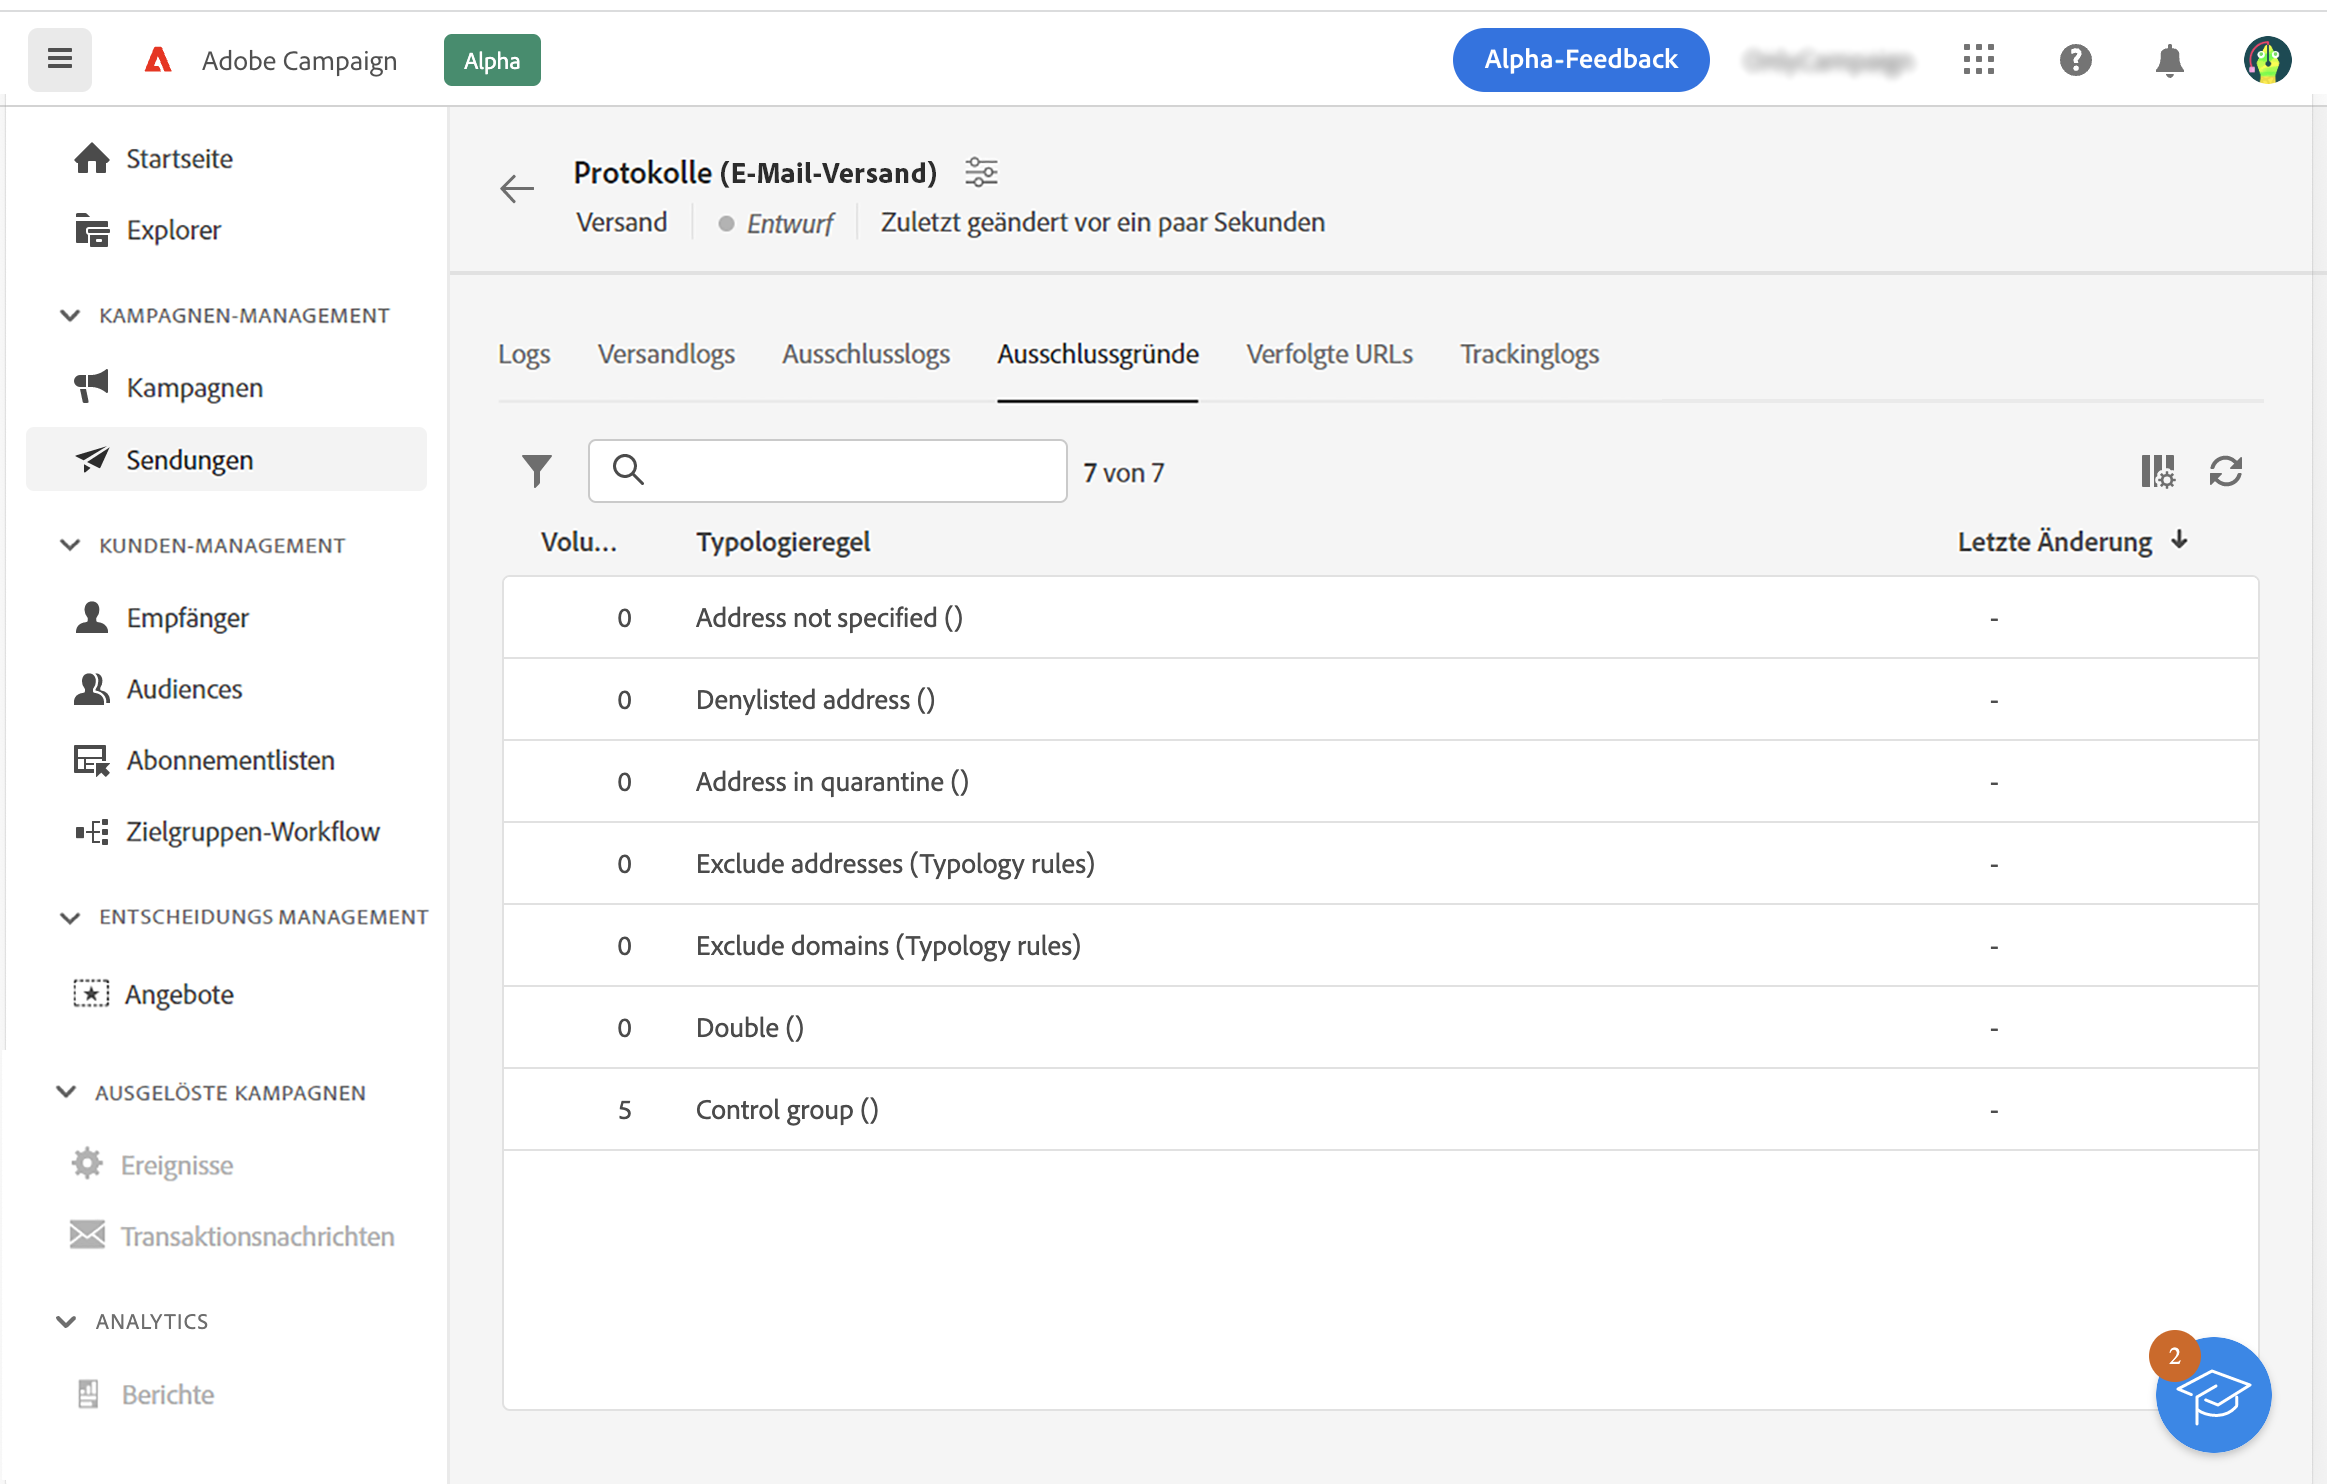 Adobe Campaign
Alpha
Alpha-Feedback
Startseite
Explorer
KAMPAGNEN-MANAGEMENT
Kampagnen
Sendungen
KUNDEN-MANAGEMENT
Empfänger
Audiences
Abonnementlisten
Zielgruppen-Workflow
ENTSCHEIDUNGS MANAGEMENT
Angebote
AUSGELÖSTE KAMPAGNEN
Ereignisse
Transaktionsnachrichten
ANALYTICS
Berichte
Protokolle (E-Mail-Versand)
Versand Entwurf Zuletzt geändert vor ein paar Sekunden
Logs Versandlogs Ausschlusslogs Ausschlussgründe Verfolgte URLs Trackinglogs
7 von 7
Volu... Typologieregel Letzte Änderung
0 Address not specified () -
0 Denylisted address () -
0 Address in quarantine () -
0 Exclude addresses (Typology rules) -
0 Exclude domains (Typology rules) -
0 Double () -
5 Control group () -
2